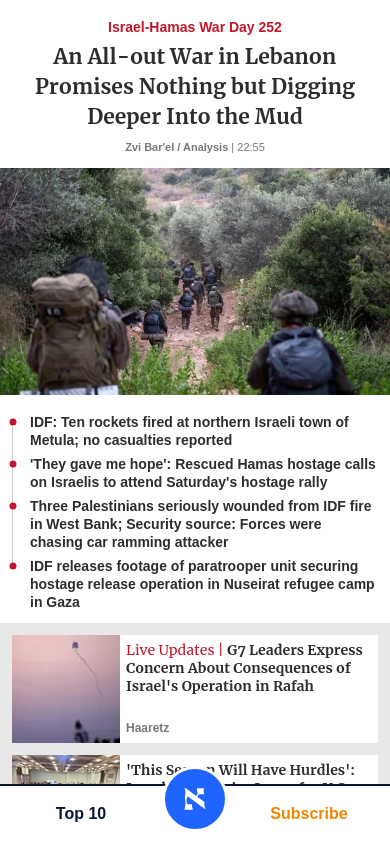 Israel-Hamas War Day 252
An All-out War in Lebanon
Promises Nothing but Digging
Deeper Into the Mud
Zvi Bar'el / Analysis | 22:55
IDF: Ten rockets fired at northern Israeli town of
Metula; no casualties reported
'They gave me hope': Rescued Hamas hostage calls
on Israelis to attend Saturday's hostage rally
Three Palestinians seriously wounded from IDF fire
in West Bank; Security source: Forces were
chasing car ramming attacker
IDF releases footage of paratrooper unit securing
hostage release operation in Nuseirat refugee camp
in Gaza
Live Updates | G7 Leaders Express
Concern About Consequences of
Israel's Operation in Rafah
Haaretz
'This Will Have Hurdles':
Top 10
א
Subscribe